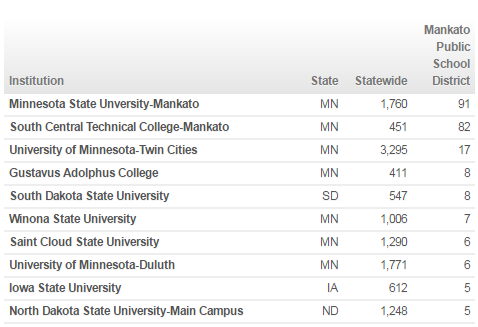 Mankato
Public
School
Institution State Statewide District
Minnesota State Unversity-Mankato MN 1,760 91
South Central Technical College-Mankato MN 451 82
University of Minnesota-Twin Cities MN 3,295 17
Gustavus Adolphus College MN 411 8
South Dakota State University SD 547 8
Winona State University MN 1,006 7
Saint Cloud State University MN 1,290 6
University of Minnesota-Duluth MN 1,771 6
Iowa State University IA 612 5
North Dakota State University-Main Campus ND 1,248 5